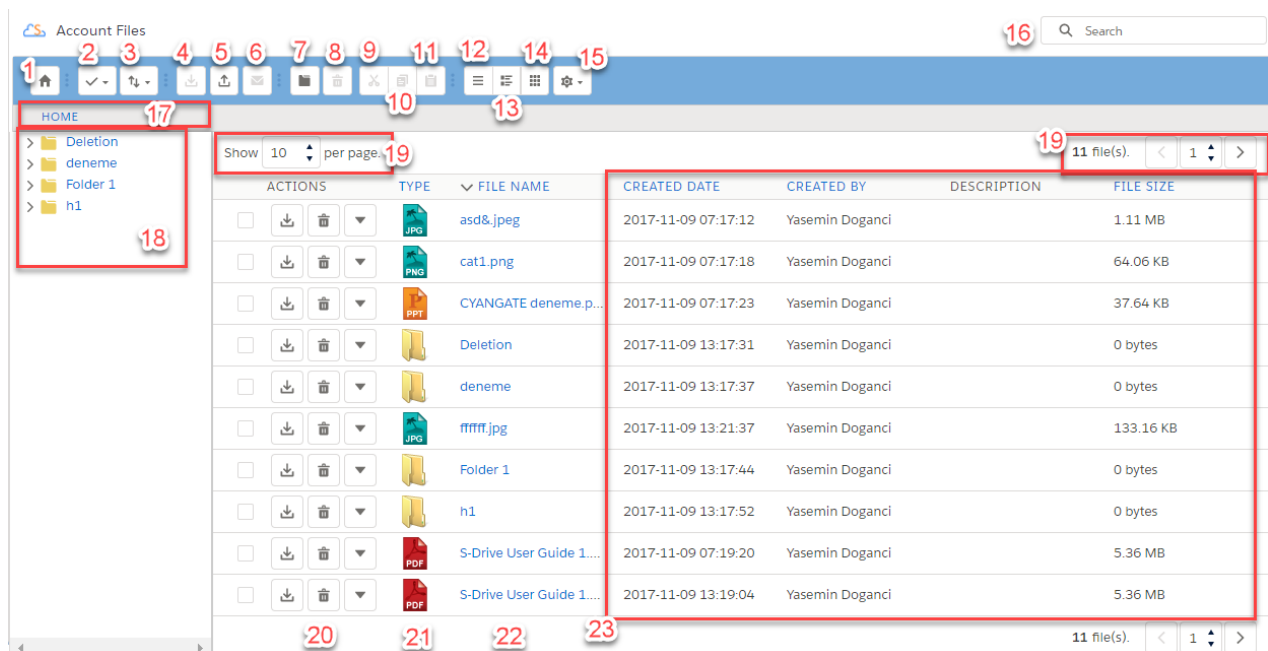 Account Files
16
Search
1 2 3 4 5 6 7 8 9 10 11 12 13 14 15
HOME 17
Deletion
deneme
Folder 1
h1
18
Show 10 per page. 19
19 11 file(s). 1
ACTIONS TYPE FILE NAME CREATED DATE CREATED BY DESCRIPTION FILE SIZE
JPG asd&.jpeg 2017-11-09 07:17:12 Yasemin Doganci 1.11 MB
PNG cat1.png 2017-11-09 07:17:18 Yasemin Doganci 64.06 KB
P PPT CYANGATE deneme.p... 2017-11-09 07:17:23 Yasemin Doganci 37.64 KB
Deletion 2017-11-09 13:17:31 Yasemin Doganci 0 bytes
deneme 2017-11-09 13:17:37 Yasemin Doganci 0 bytes
JPG ffffff.jpg 2017-11-09 13:21:37 Yasemin Doganci 133.16 KB
Folder 1 2017-11-09 13:17:44 Yasemin Doganci 0 bytes
h1 2017-11-09 13:17:52 Yasemin Doganci 0 bytes
PDF S-Drive User Guide 1.... 2017-11-09 07:19:20 Yasemin Doganci 5.36 MB
PDF S-Drive User Guide 1.... 2017-11-09 13:19:04 Yasemin Doganci 5.36 MB
20 21 22 23
11 file(s). 1